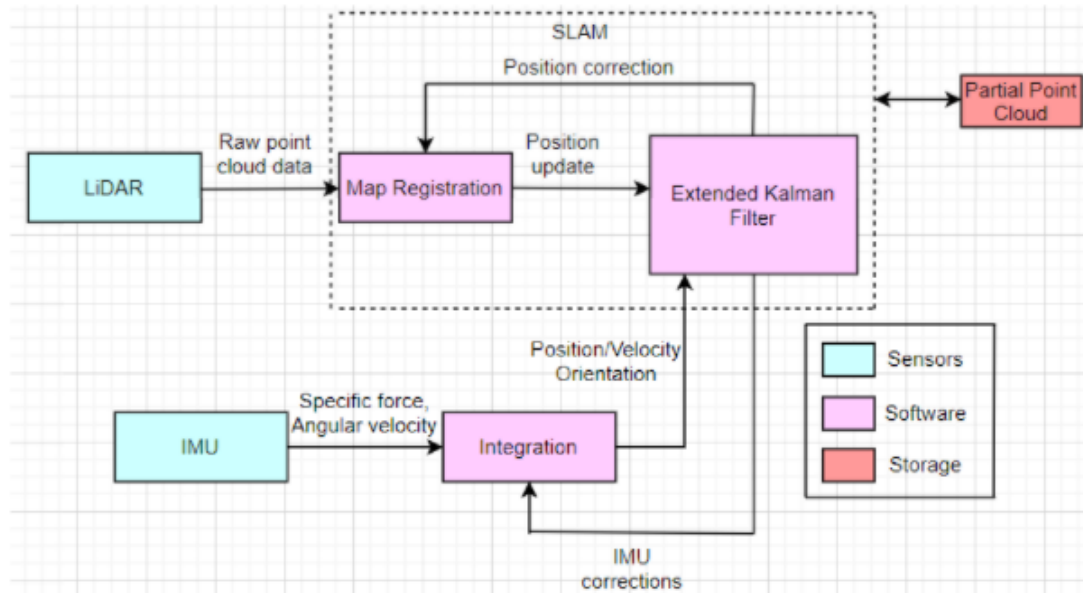 SLAM
Position correction
Partial Point
Cloud
Raw point
cloud data
Position
update
LiDAR
Map Registration
Extended Kalman
Filter
Position/Velocity
Orientation
Sensors
Specific force,
Angular velocity
Software
IMU
Integration
Storage
IMU
corrections